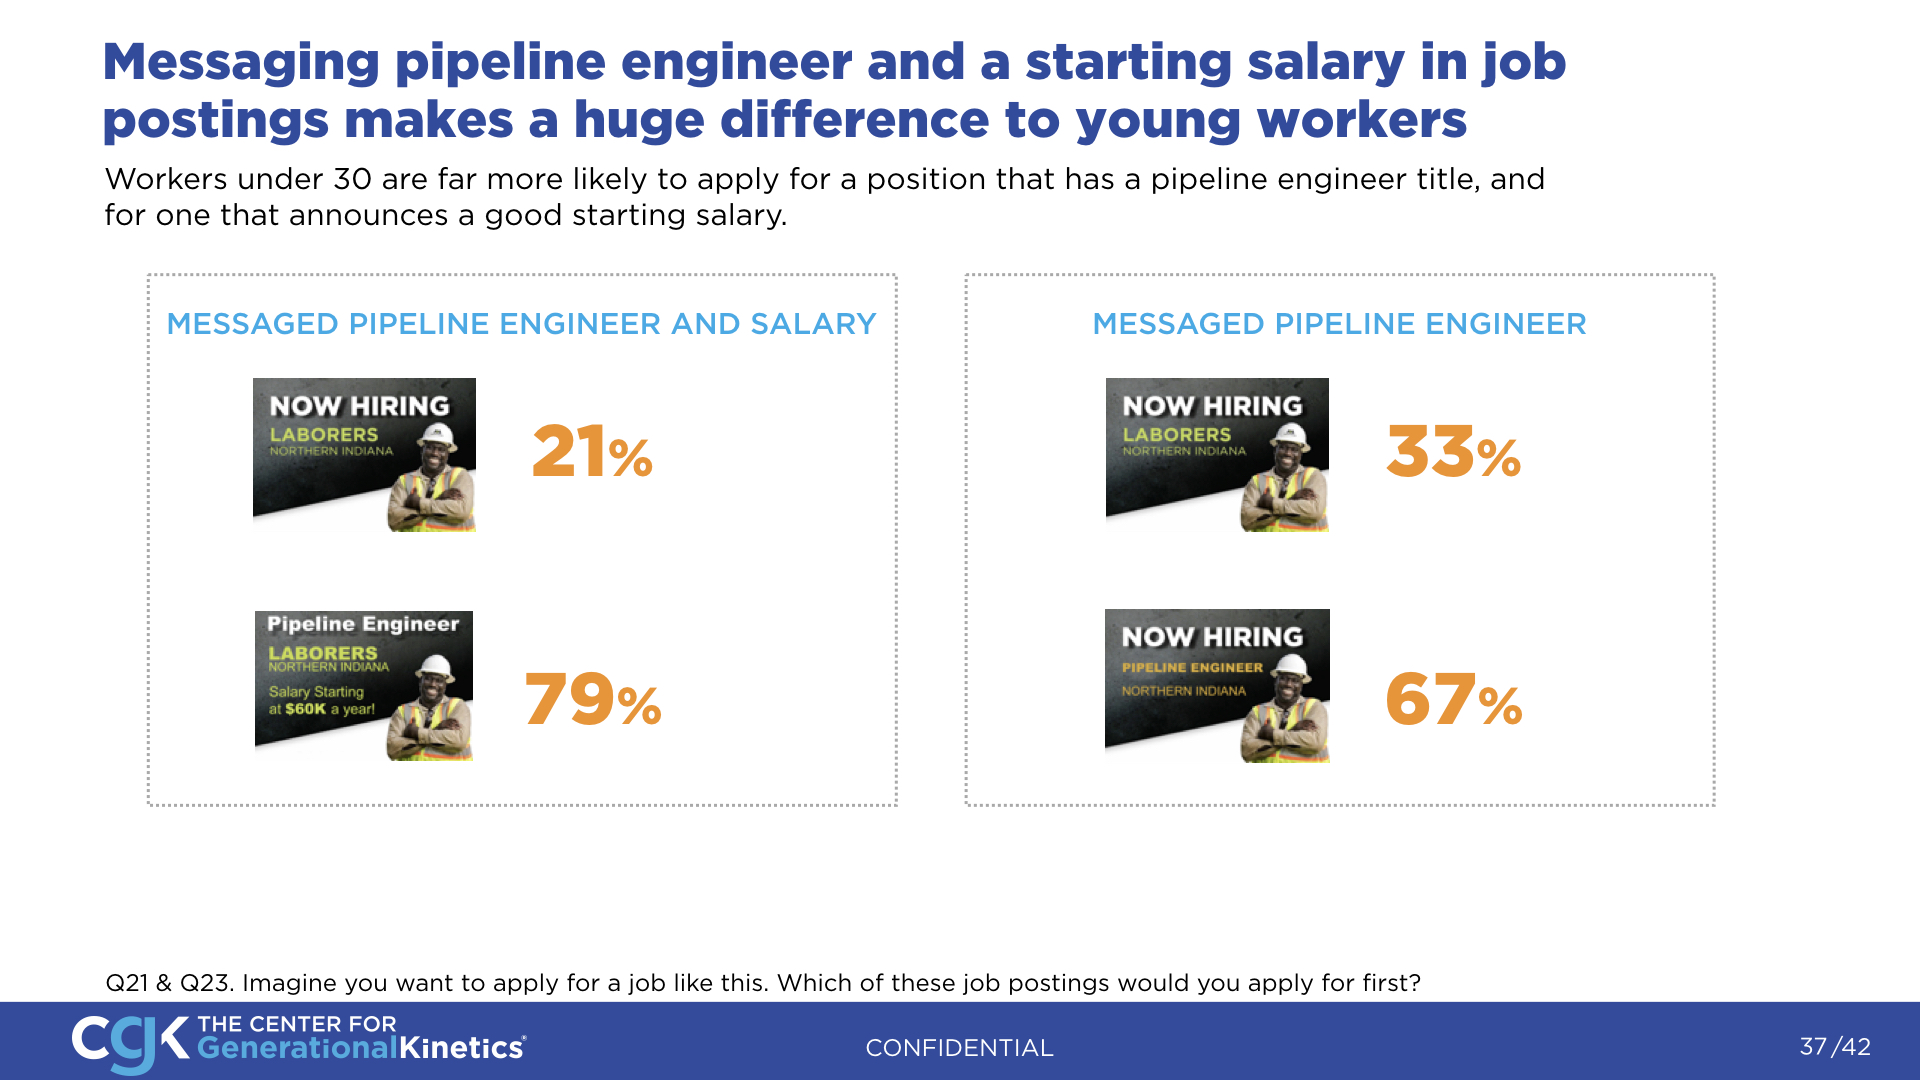 Messaging pipeline engineer and a starting salary in job
postings makes a huge difference to young workers
Workers under 30 are far more likely to apply for a position that has a pipeline engineer title, and
for one that announces a good starting salary.
MESSAGED PIPELINE ENGINEER AND SALARY
NOW HIRING
LABORERS
NORTHERN INDIANA
21%
Pipeline Engineer
LABORERS
NORTHERN INDIANA
Salary Starting
at $60K a year!
79%
MESSAGED PIPELINE ENGINEER
NOW HIRING
LABORERS
NORTHERN INDIANA
33%
NOW HIRING
PIPELINE ENGINEER
NORTHERN INDIANA
67%
Q21 & Q23. Imagine you want to apply for a job like this. Which of these job postings would you apply for first?
cgk THE CENTER FOR
GenerationalKinetics®
CONFIDENTIAL
37/42